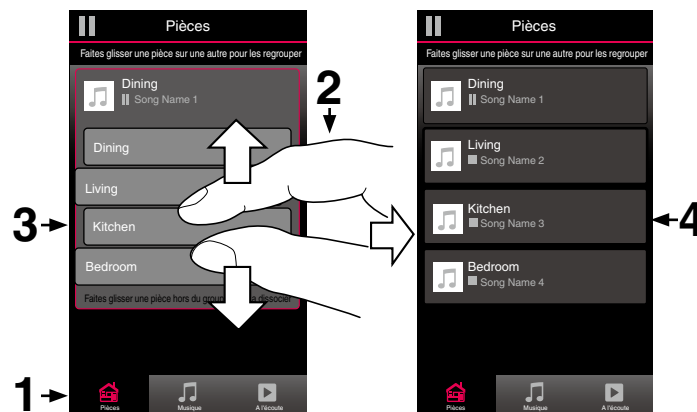 Pièces
Faites glisser une pièce sur une autre pour les regrouper
Dining
Song Name 1
2
Dining
Living
3
Kitchen
Bedroom
Faites glisser une pièce hors du group a dissocier
1
Pièces
Musique
A l'écoute
Pièces
Faites glisser une pièce sur une autre pour les regrouper
Dining
Song Name 1
Living
Song Name 2
Kitchen
Song Name 3
4
Bedroom
Song Name 4
Pièces
Musique
A l'écoute